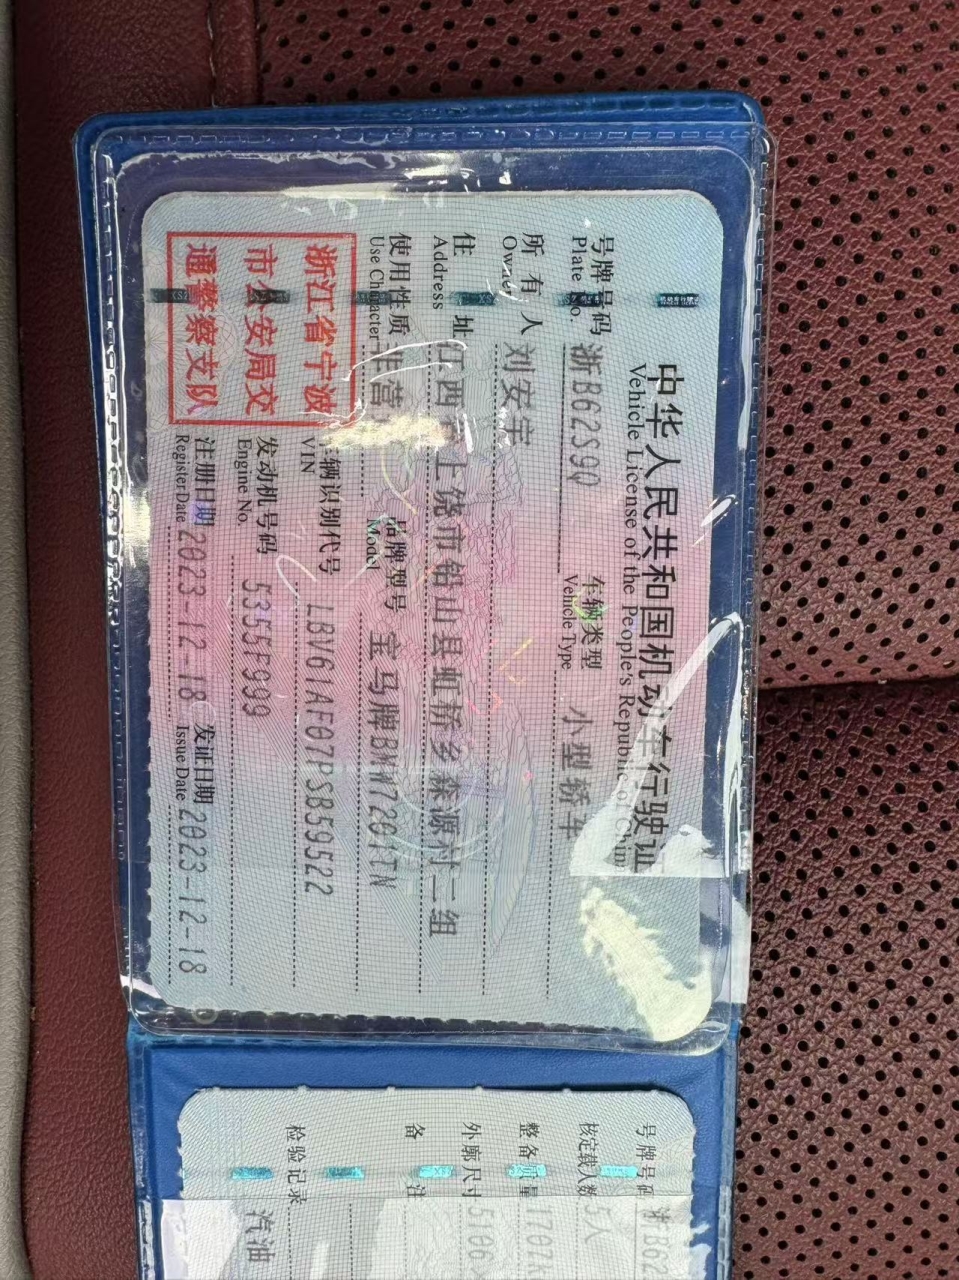 中华人民共和国机动车行驶证
Vehicle License of the People's Republic of China
号牌号码 浙B62S9Q 车辆类型 小型轿车
Plate No. Vehicle Type
所有人 刘安宇
Owner
住址 江西省上饶市铅山县虹桥乡森源村二组
Address
使用性质 非营 品牌型号 宝马牌BMW7201TN
Use Character Model
浙江省宁波
市公安局交
通警察支队
车辆识别代号 LBV61AF07PSB59522
VIN
发动机号码 5355F999
Engine No.
注册日期 2023-12-18 发证日期 2023-12-18
Register Date Issue Date
号牌号码 浙B62
核定载人数 5人
整备质量 1707k
外廓尺寸 5106
备注
检验记录 汽油